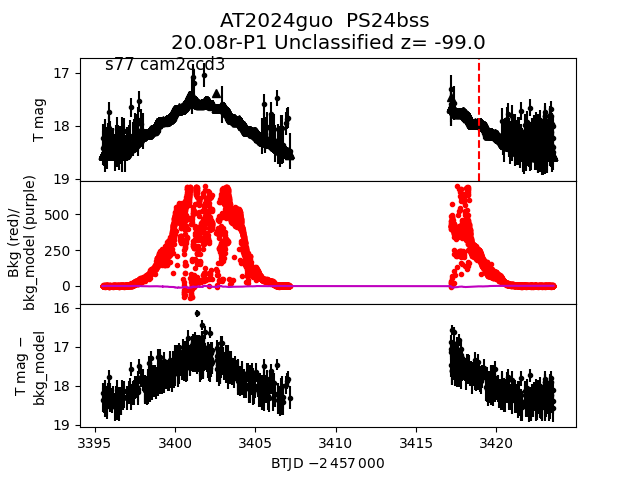 AT2024guo PS24bss
20.08r-P1 Unclassified z= -99.0
s77 cam2ccd3
T mag
17
18
19
Bkg (red)/
bkg_model (purple)
500
250
0
T mag −
bkg_model
16
17
18
19
3395 3400 3405 3410 3415 3420
BTJD −2 457 000